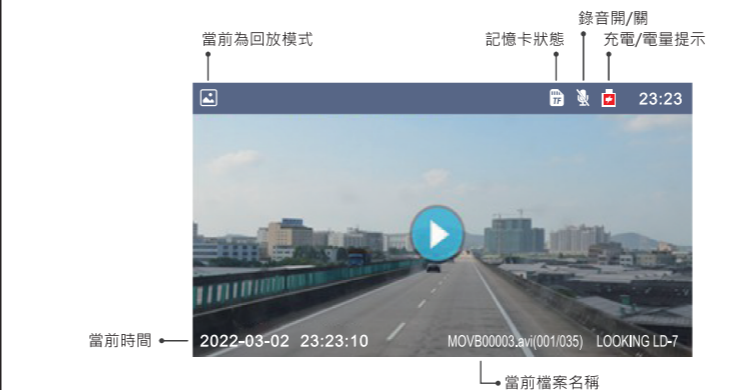 錄音開/關
當前為回放模式
記憶卡狀態
充電/電量提示
TF
23:23
當前時間
2022-03-02 23:23:10
MOVB00003.avi(001/035) LOOKING LD-7
當前檔案名稱